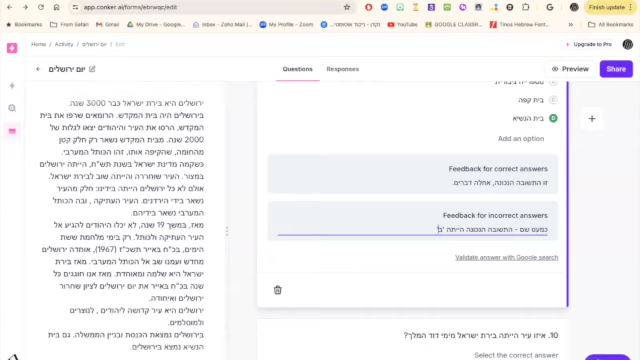 app.conker.ai/forms/ebnwqc/edit
Finish update
Apps
From Safari
Gmail
Drive
Inbox - Zoho Mail (
My Profile - Zoom
YouTube
GOOGLE CLASSR...
Tinos Hebrew Fontef...
All Bookmarks
Home / Activity / יום ירושלים / Edit
Upgrade to Pro
יום ירושלים
Questions
Responses
Preview
Share
ירושלים היא בירת ישראל כבר 3000 שנה.
בירושלים היה בית המקדש. הרומאים שרפו את בית
המקדש, הרסו את העיר והיהודים יצאו לגלות של
2000 שנה. מבית המקדש נשאר רק חלק קטן
מהחומה, שהקיפה אותו, זהו הכותל המערבי.
כשקמה מדינת ישראל בשנת תש"ח, הייתה ירושלים
במצור. העיר שוחררה והייתה שוב לבירת ישראל.
אולם לא כל ירושלים הייתה בידינו: חלק מהעיר
נשאר בידי הירדנים. העיר העתיקה, ובה הכותל
המערבי נשאר בידיהם.
מאז, במשך 19 שנה, לא יכלו היהודים להגיע אל
העיר העתיקה ולכותל. רק בימי מלחמת ששת
הימים, בכ"ח באייר תשכ"ז (1967), אוחדה ירושלים
מחדש ועמנו שב אל הכותל המערבי. מאז בירת
ישראל היא שלמה ומאוחדת. מאז אנו חוגגים כל
שנה בכ"ח באייר את יום ירושלים לציון שחרור
ירושלים ואיחודה.
ירושלים היא עיר קדושה ליהודים, לנוצרים
ולמוסלמים.
בירושלים נמצאת הכנסת ובניין הממשלה. גם בית
הנשיא נמצא בירושלים.
בית קפה
בית הנשיא
D
Add an option
Feedback for correct answers
זו התשובה הנכונה, אחלה דברים.
Feedback for incorrect answers
כמעט שם - התשובה הנכונה הייתה 'ב
Validate answer with Google search
10. איזו עיר הייתה בירת ישראל מימי דוד המלך?
Select the correct answer